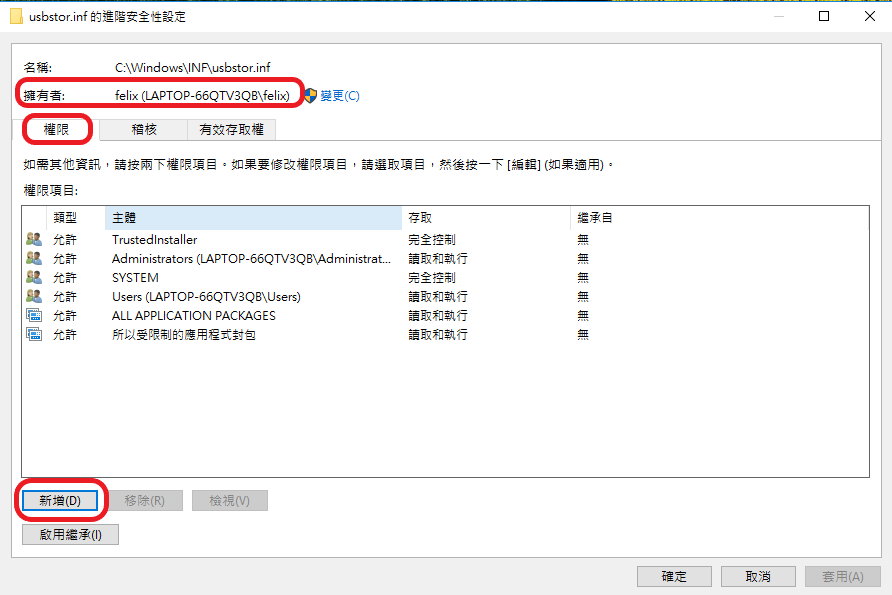 usbstor.inf 的進階安全性設定
名稱: C:\Windows\INF\usbstor.inf
擁有者: felix (LAPTOP-66QTV3QB\felix) 變更(C)
權限 稽核 有效存取權
如需其他資訊，請按兩下權限項目。如果要修改權限項目，請選取項目，然後按一下 [編輯] (如果適用)。
權限項目:
類型 主體 存取 繼承自
允許 TrustedInstaller 完全控制 無
允許 Administrators (LAPTOP-66QTV3QB\Administrat... 讀取和執行 無
允許 SYSTEM 完全控制 無
允許 Users (LAPTOP-66QTV3QB\Users) 讀取和執行 無
允許 ALL APPLICATION PACKAGES 讀取和執行 無
允許 所以受限制的應用程式封包 讀取和執行 無
新增(D) 移除(R) 檢視(V)
啟用繼承(I)
確定 取消 套用(A)